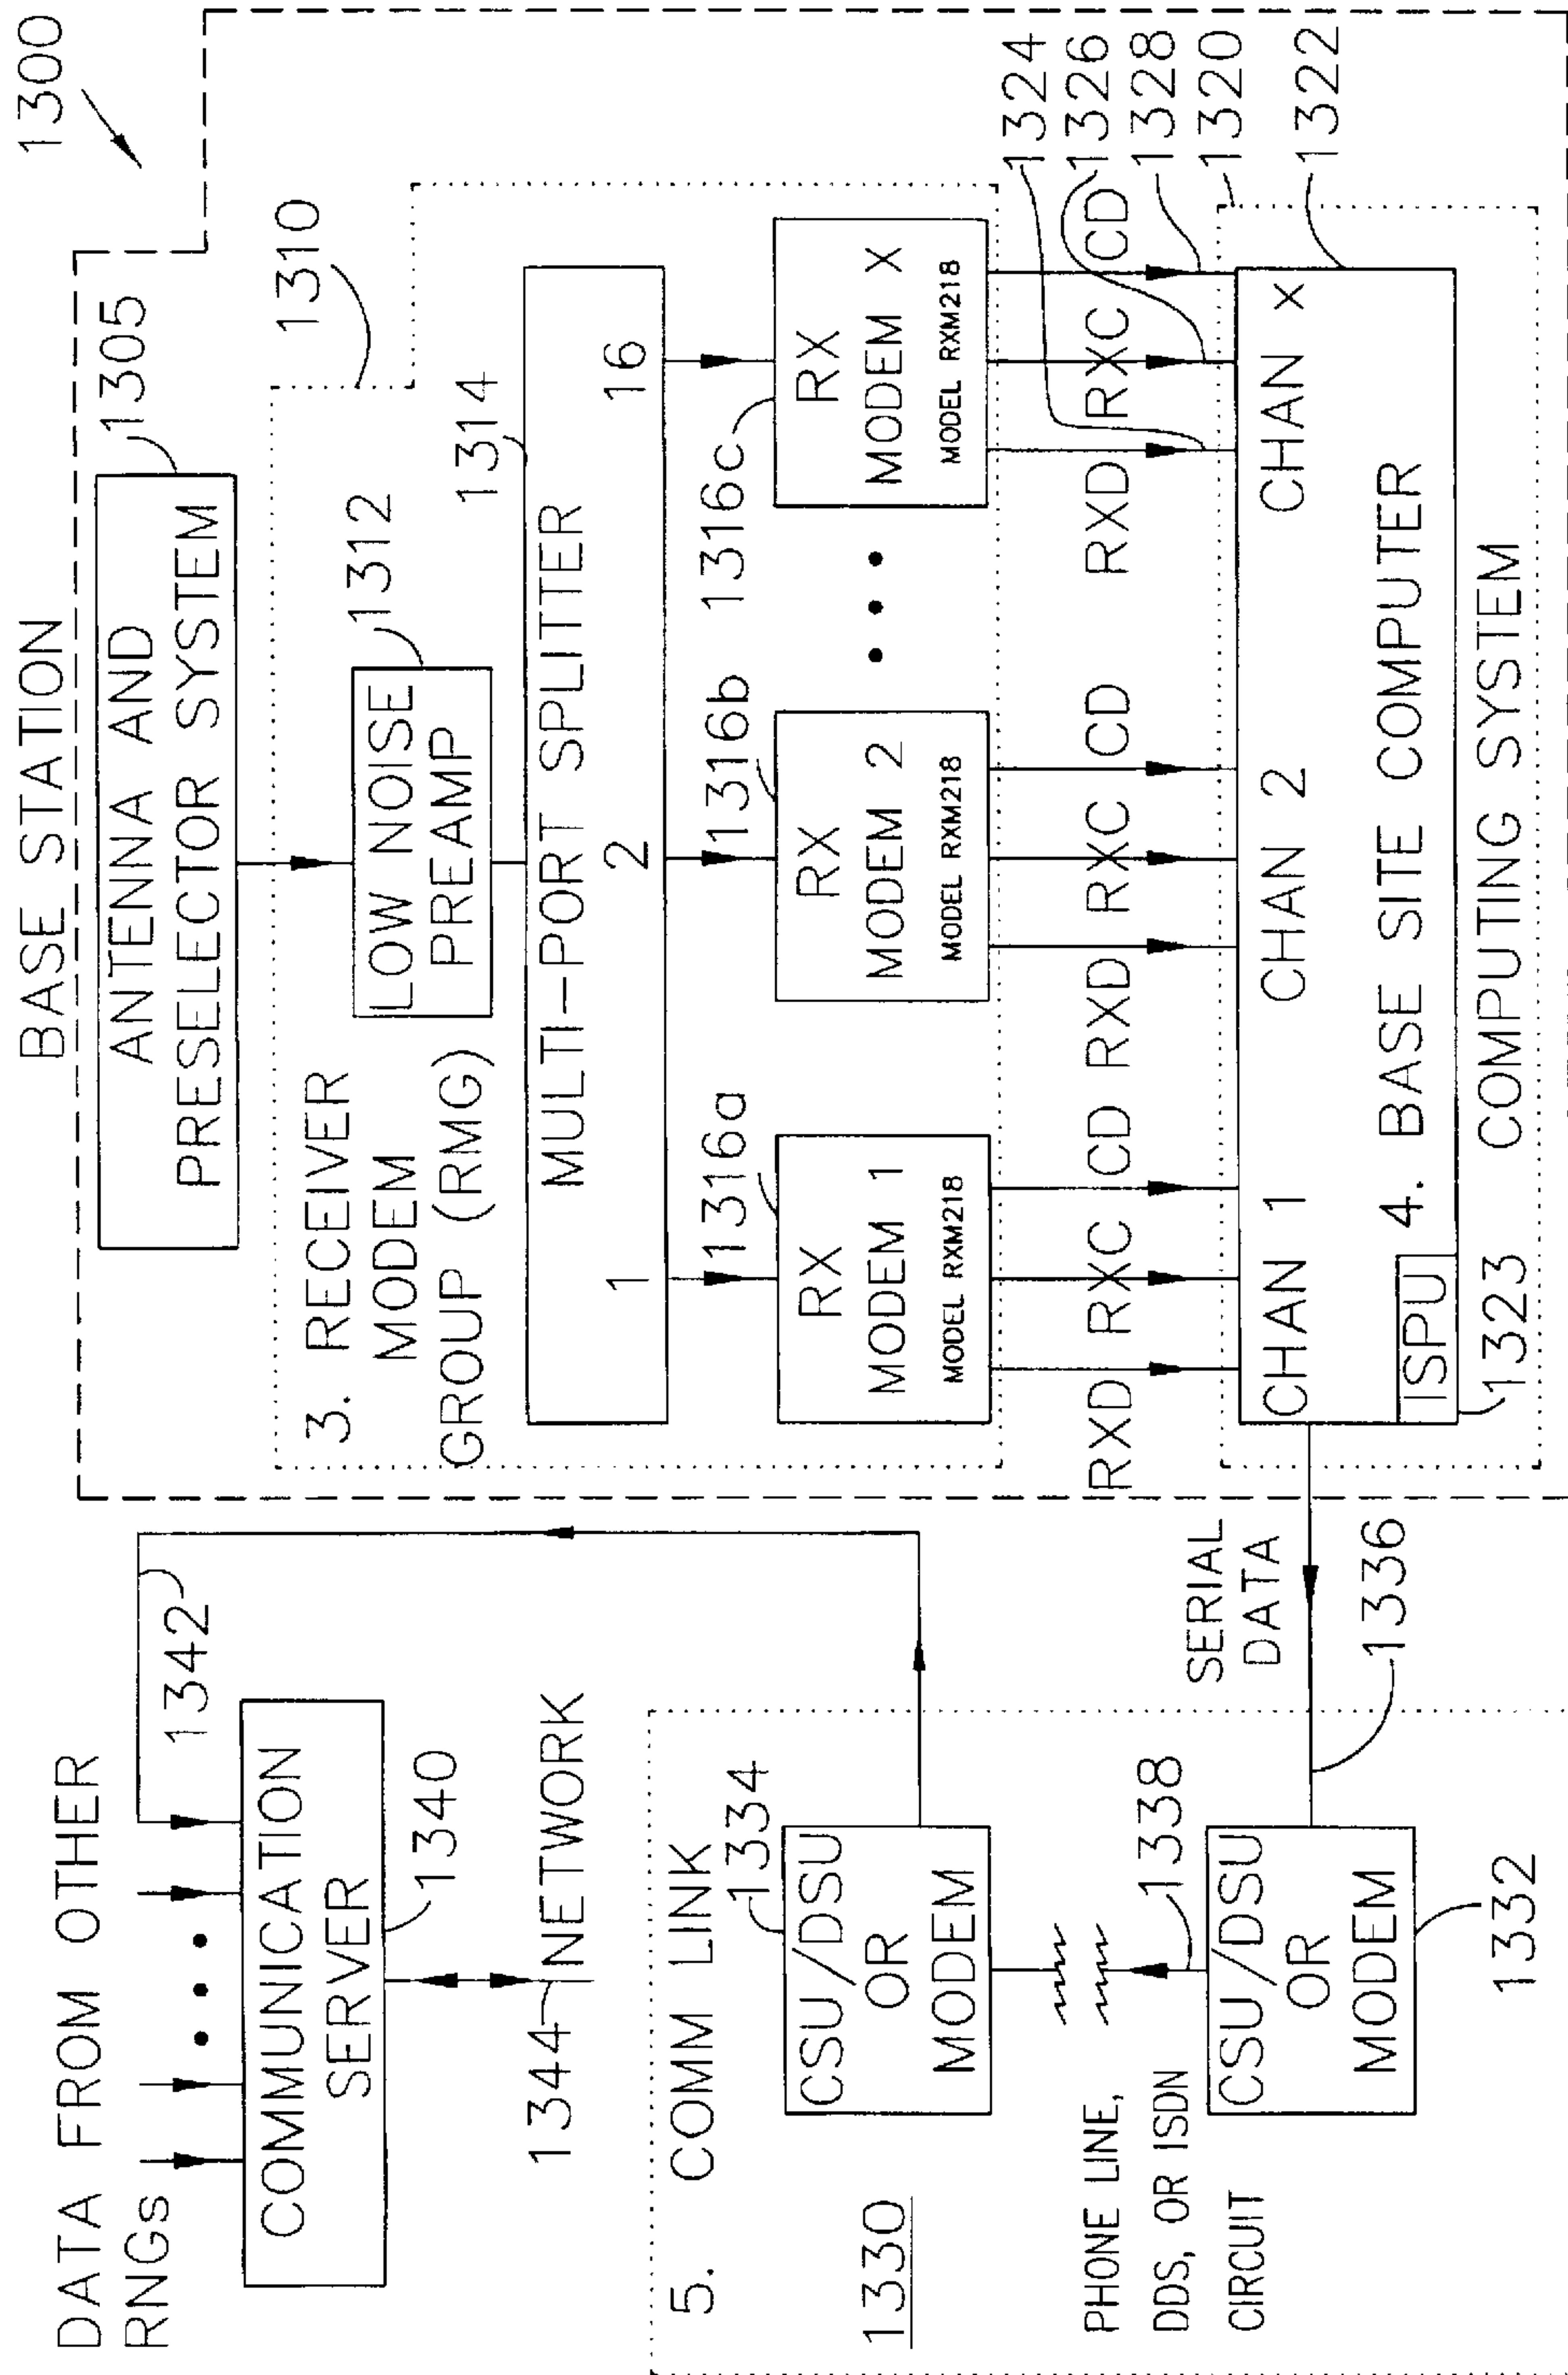 1300
BASE STATION
ANTENNA AND
PRESELECTOR SYSTEM
1305
1310
3. RECEIVER
MODEM
GROUP (RMG)
LOW NOISE
PREAMP
1312
1314
MULTI-PORT SPLITTER
1
2
16
1316a
1316b
1316c
RX
MODEM 1
MODEL RXM218
RX
MODEM 2
MODEL RXM218
RX
MODEM X
MODEL RXM218
RXD RXC CD
RXD RXC CD
RXD RXC CD
1324
1326
1328
1320
1322
CHAN 1
CHAN 2
CHAN X
ISPU
1323
4. BASE SITE COMPUTER
COMPUTING SYSTEM
DATA FROM OTHER
RNGs
1342
COMMUNICATION
SERVER
1340
1344
NETWORK
5. COMM LINK
1330
1334
CSU/DSU
OR
MODEM
PHONE LINE,
DDS, OR ISDN
CIRCUIT
1338
CSU/DSU
OR
MODEM
1332
SERIAL
DATA
1336